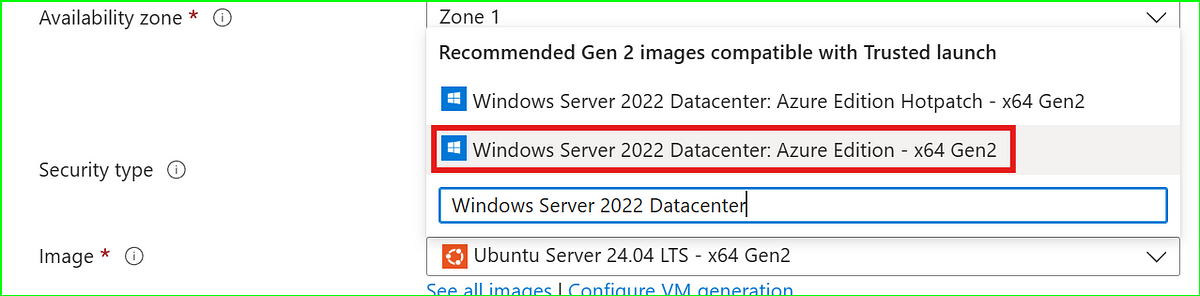 Availability zone *
Zone 1
Recommended Gen 2 images compatible with Trusted launch
Windows Server 2022 Datacenter: Azure Edition Hotpatch - x64 Gen2
Windows Server 2022 Datacenter: Azure Edition - x64 Gen2
Security type
Windows Server 2022 Datacenter
Image *
Ubuntu Server 24.04 LTS - x64 Gen2
See all images | Configure VM generation